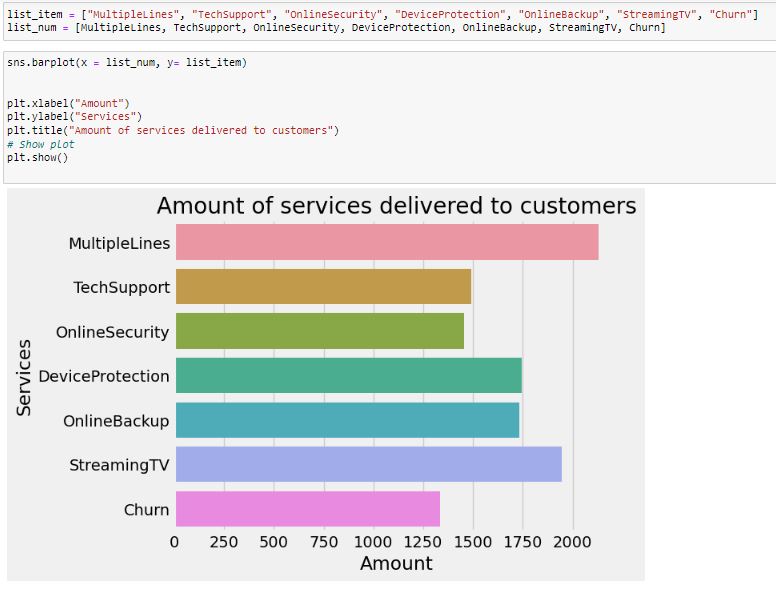 list_item = ["MultipleLines", "TechSupport", "OnlineSecurity", "DeviceProtection", "OnlineBackup", "StreamingTV", "Churn"]
list_num = [MultipleLines, TechSupport, OnlineSecurity, DeviceProtection, OnlineBackup, StreamingTV, Churn]
sns.barplot(x = list_num, y= list_item)
plt.xlabel("Amount")
plt.ylabel("Services")
plt.title("Amount of services delivered to customers")
# Show plot
plt.show()
Amount of services delivered to customers
Services
MultipleLines
TechSupport
OnlineSecurity
DeviceProtection
OnlineBackup
StreamingTV
Churn
0 250 500 750 1000 1250 1500 1750 2000
Amount